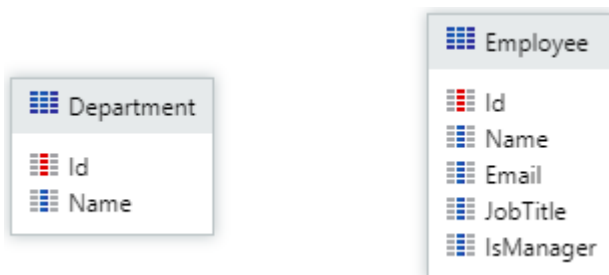 Department
Id
Name
Employee
Id
Name
Email
JobTitle
IsManager